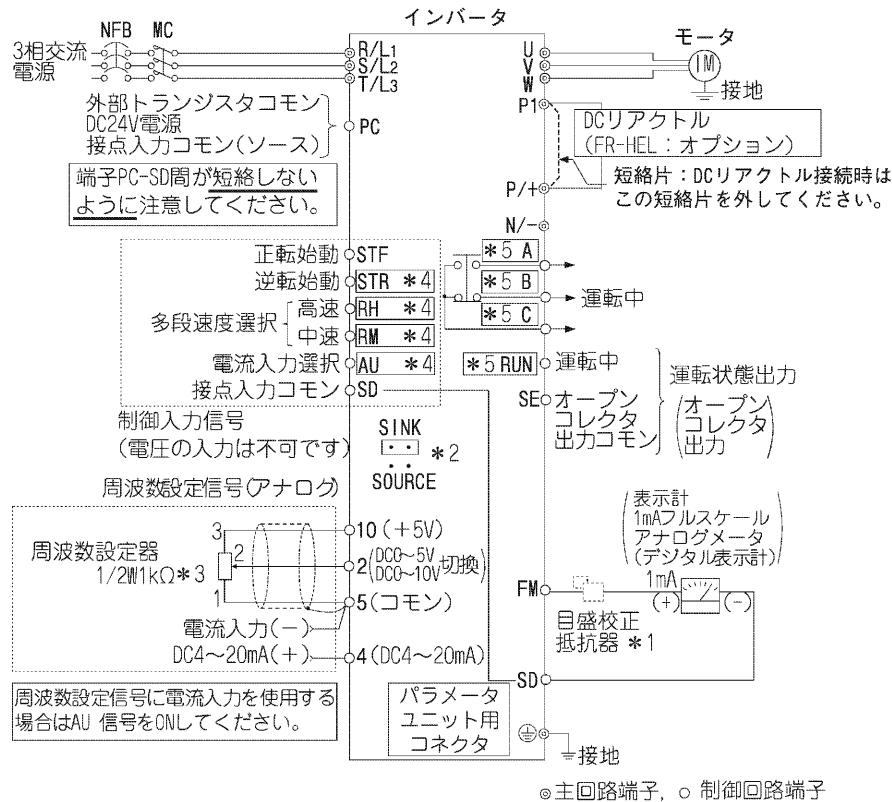 インバータ
NFB MC
3相交流
電源
R/L1
S/L2
T/L3
U
V
W
モータ
IM
接地
外部トランジスタコモン
DC24V電源
接点入力コモン(ソース)
PC
端子PC-SD間が短絡しない
ように注意してください。
P1
P/+
DCリアクトル
(FR-HEL:オプション)
短絡片:DCリアクトル接続時は
この短絡片を外してください。
N/-
正転始動 STF
逆転始動 STR *4
多段速度選択
高速 RH *4
中速 RM *4
電流入力選択 AU *4
接点入力コモン SD
制御入力信号
(電圧の入力は不可です)
*5 A
*5 B
*5 C
運転中
*5 RUN 運転中
SE オープン
コレクタ
出力コモン
運転状態出力
(オープン
コレクタ
出力)
SINK
*2
SOURCE
周波数設定信号(アナログ)
周波数設定器
1/2W1kΩ*3
3
2
1
10(+5V)
2(DC0~5V
DC0~10V切換)
5(コモン)
電流入力(-)
DC4~20mA(+)
4(DC4~20mA)
周波数設定信号に電流入力を使用する
場合はAU 信号をONしてください。
(表示計
1mAフルスケール
アナログメータ
(デジタル表示計))
FM
1mA
(+) (-)
目盛校正
抵抗器 *1
SD
パラメータ
ユニット用
コネクタ
接地
◎主回路端子, ○ 制御回路端子